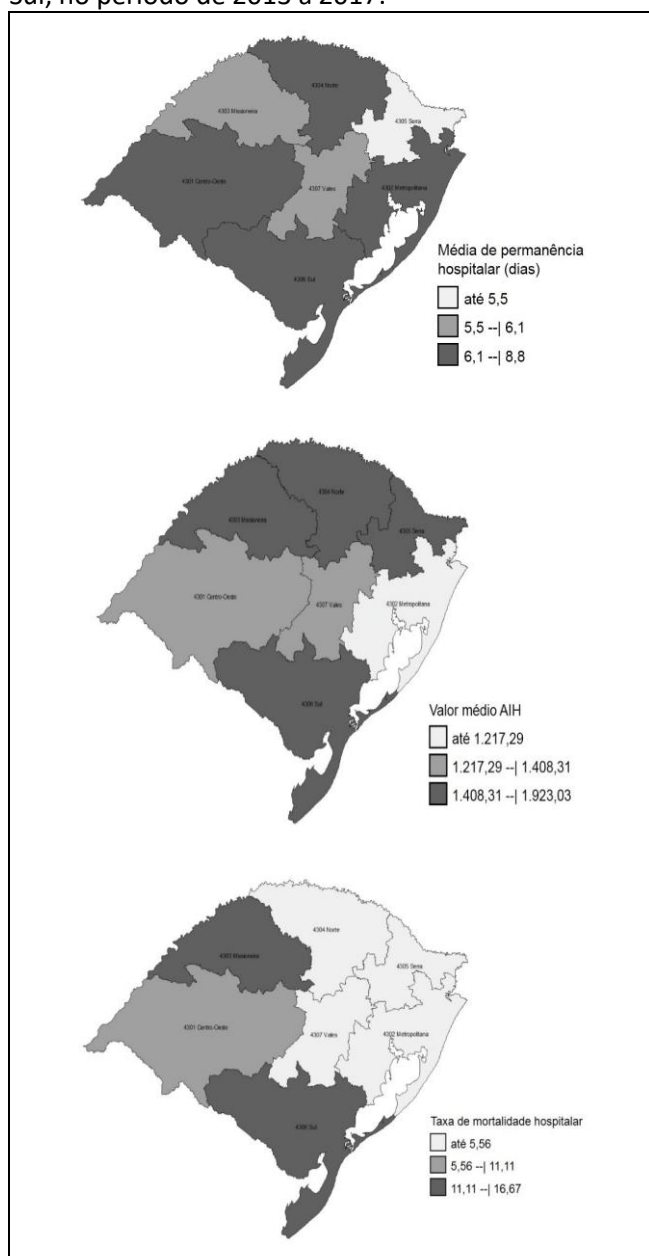 Sul, no período de 2013 a 2017.
4304 Norte
4303 Missioneira
4305 Serra
4301 Centro-Oeste
4307 Vales
4302 Metropolitana
4306 Sul
Média de permanência
hospitalar (dias)
até 5,5
5,5 --| 6,1
6,1 --| 8,8
4304 Norte
4303 Missioneira
4305 Serra
4301 Centro-Oeste
4307 Vales
4302 Metropolitana
4306 Sul
Valor médio AIH
até 1.217,29
1.217,29 --| 1.408,31
1.408,31 --| 1.923,03
4304 Norte
4303 Missioneira
4305 Serra
4301 Centro-Oeste
4307 Vales
4302 Metropolitana
4306 Sul
Taxa de mortalidade hospitalar
até 5,56
5,56 --| 11,11
11,11 --| 16,67